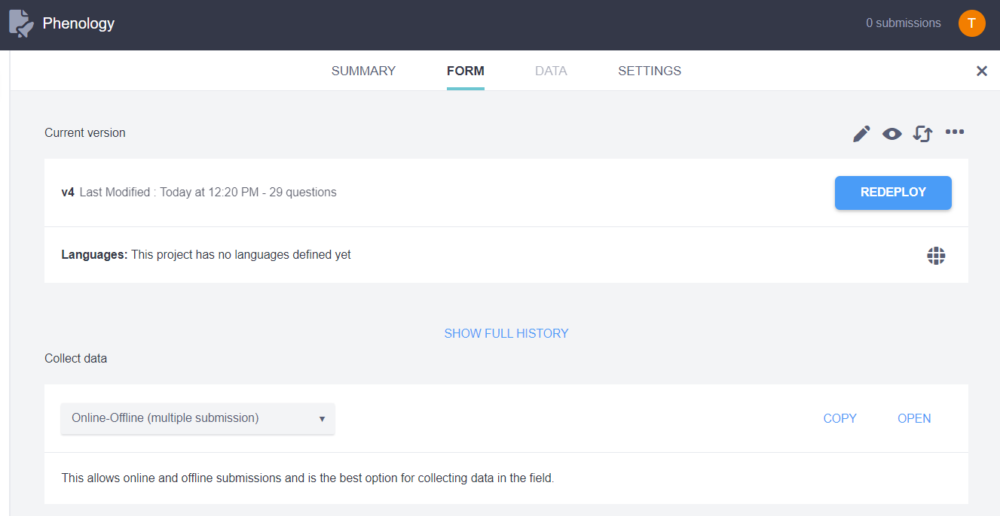 Phenology
0 submissions
T
SUMMARY FORM DATA SETTINGS
Current version
v4 Last Modified : Today at 12:20 PM - 29 questions
REDEPLOY
Languages: This project has no languages defined yet
SHOW FULL HISTORY
Collect data
Online-Offline (multiple submission)
COPY OPEN
This allows online and offline submissions and is the best option for collecting data in the field.